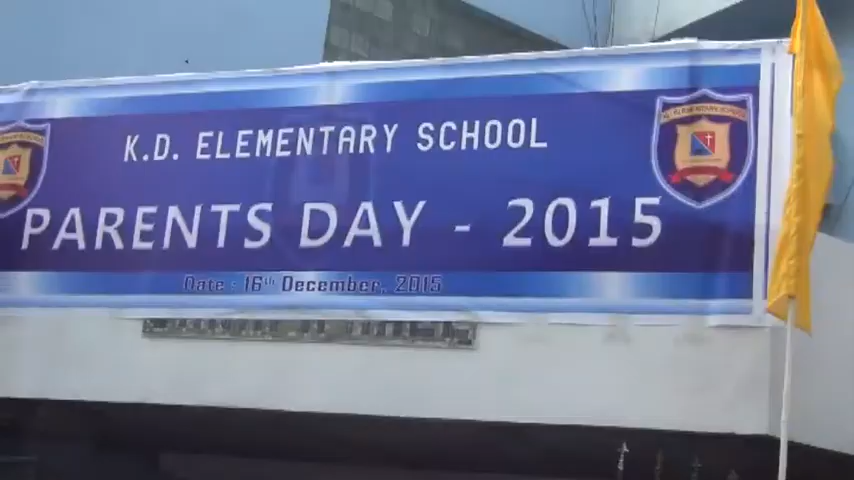 K.D. ELEMENTARY SCHOOL
PARENTS DAY - 2015
Date : 16th December, 2015